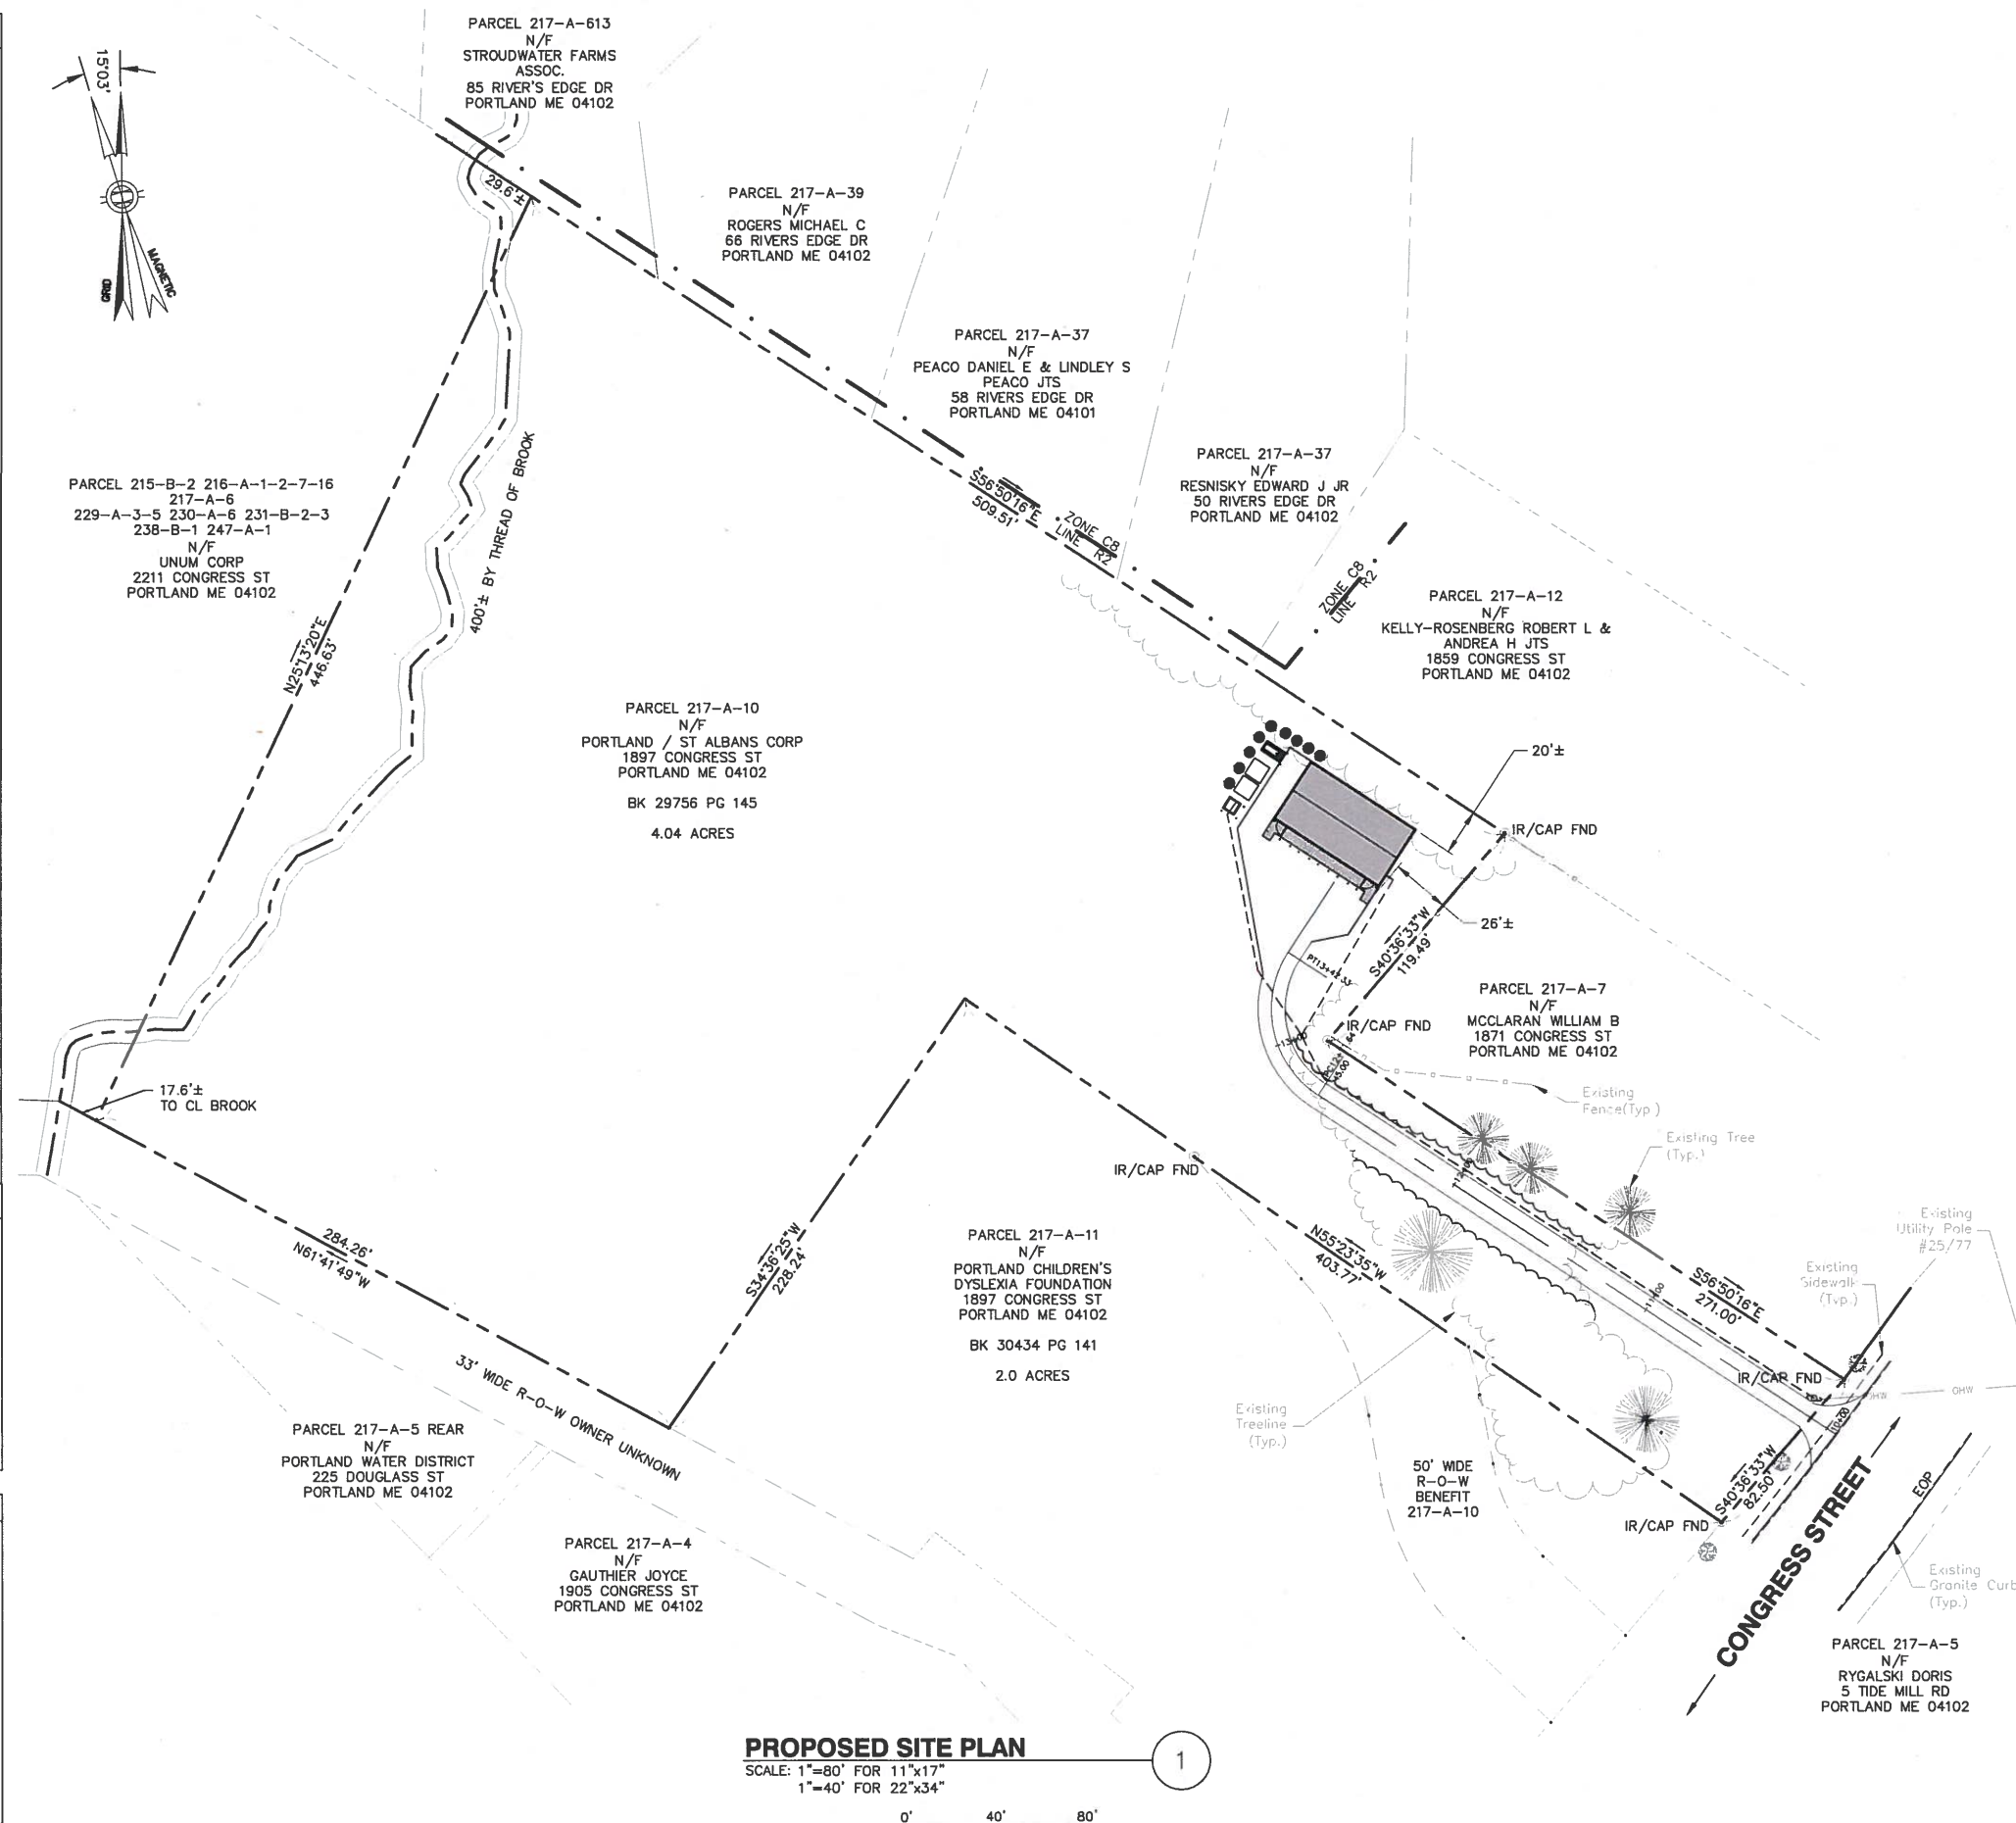 PARCEL 217-A-613
N/F
STROUDWATER FARMS
ASSOC.
85 RIVER'S EDGE DR
PORTLAND ME 04102
15°03'
GRID
MAGNETIC
29.6'±
PARCEL 217-A-39
N/F
ROGERS MICHAEL C
66 RIVERS EDGE DR
PORTLAND ME 04102
PARCEL 217-A-37
N/F
PEACO DANIEL E & LINDLEY S
PEACO JTS
58 RIVERS EDGE DR
PORTLAND ME 04101
PARCEL 217-A-37
N/F
RESNISKY EDWARD J JR
50 RIVERS EDGE DR
PORTLAND ME 04102
S56°50'16"E
509.51'
ZONE C8
LINE R2
ZONE C8
LINE R2
PARCEL 215-B-2 216-A-1-2-7-16
217-A-6
229-A-3-5 230-A-6 231-B-2-3
238-B-1 247-A-1
N/F
UNUM CORP
2211 CONGRESS ST
PORTLAND ME 04102
400'± BY THREAD OF BROOK
N25°13'20"E
446.63'
PARCEL 217-A-12
N/F
KELLY-ROSENBERG ROBERT L &
ANDREA H JTS
1859 CONGRESS ST
PORTLAND ME 04102
PARCEL 217-A-10
N/F
PORTLAND / ST ALBANS CORP
1897 CONGRESS ST
PORTLAND ME 04102
BK 29756 PG 145
4.04 ACRES
20'±
IR/CAP FND
26'±
S40°36'33"W
119.49'
PARCEL 217-A-7
N/F
MCCLARAN WILLIAM B
1871 CONGRESS ST
PORTLAND ME 04102
IR/CAP FND
13+00
17.6'±
TO CL BROOK
Existing
Fence(Typ.)
Existing Tree
(Typ.)
IR/CAP FND
12+00
284.26'
N61°41'49"W
S34°36'25"W
228.24'
PARCEL 217-A-11
N/F
PORTLAND CHILDREN'S
DYSLEXIA FOUNDATION
1897 CONGRESS ST
PORTLAND ME 04102
BK 30434 PG 141
2.0 ACRES
N55°23'35"W
403.77'
Existing
Utility Pole
#25/77
Existing
Sidewalk
(Typ.)
11+00
S56°50'16"E
271.00'
IR/CAP FND
OHW
OHW
10+00
33' WIDE R-O-W OWNER UNKNOWN
Existing
Treeline
(Typ.)
PARCEL 217-A-5 REAR
N/F
PORTLAND WATER DISTRICT
225 DOUGLASS ST
PORTLAND ME 04102
50' WIDE
R-O-W
BENEFIT
217-A-10
S40°36'33"W
82.50'
IR/CAP FND
CONGRESS STREET
EOP
Existing
Granite Curb
(Typ.)
PARCEL 217-A-4
N/F
GAUTHIER JOYCE
1905 CONGRESS ST
PORTLAND ME 04102
PARCEL 217-A-5
N/F
RYGALSKI DORIS
5 TIDE MILL RD
PORTLAND ME 04102
PROPOSED SITE PLAN
1
SCALE: 1"=80' FOR 11"x17"
1"=40' FOR 22"x34"
0' 40' 80'